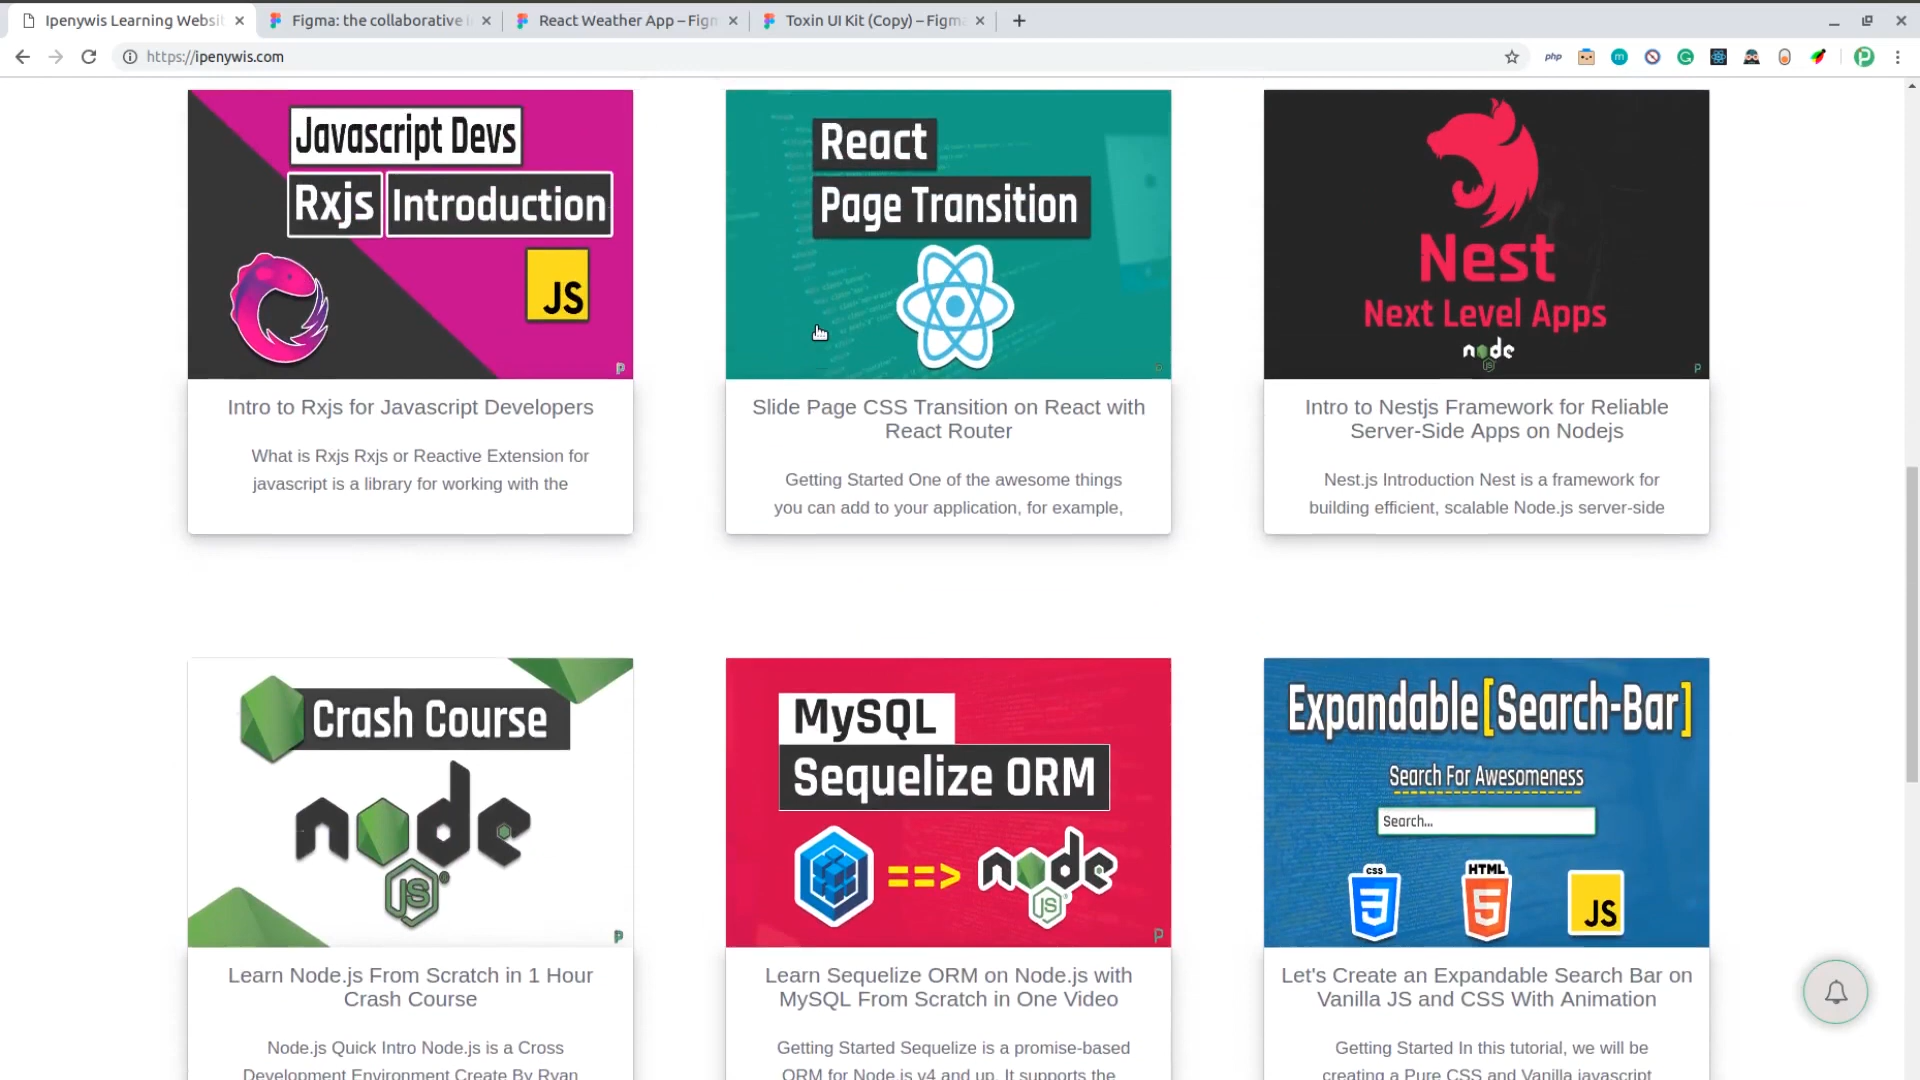 Ipenywis Learning Websi
Figma: the collaborative i
React Weather App – Figm
Toxin UI Kit (Copy) – Figma
https://ipenywis.com
php
Javascript Devs
Rxjs Introduction
JS
Intro to Rxjs for Javascript Developers
What is Rxjs Rxjs or Reactive Extension for
javascript is a library for working with the
React
Page Transition
Slide Page CSS Transition on React with
React Router
Getting Started One of the awesome things
you can add to your application, for example,
Nest
Next Level Apps
node
JS
Intro to Nestjs Framework for Reliable
Server-Side Apps on Nodejs
Nest.js Introduction Nest is a framework for
building efficient, scalable Node.js server-side
Crash Course
node
JS
Learn Node.js From Scratch in 1 Hour
Crash Course
Node.js Quick Intro Node.js is a Cross
Development Environment Create By Ryan
MySQL
Sequelize ORM
==>
node
JS
Learn Sequelize ORM on Node.js with
MySQL From Scratch in One Video
Getting Started Sequelize is a promise-based
ORM for Node.js v4 and up. It supports the
Expandable[Search-Bar]
Search For Awesomeness
Search...
CSS
3
HTML
5
JS
Let's Create an Expandable Search Bar on
Vanilla JS and CSS With Animation
Getting Started In this tutorial, we will be
creating a Pure CSS and Vanilla javascript